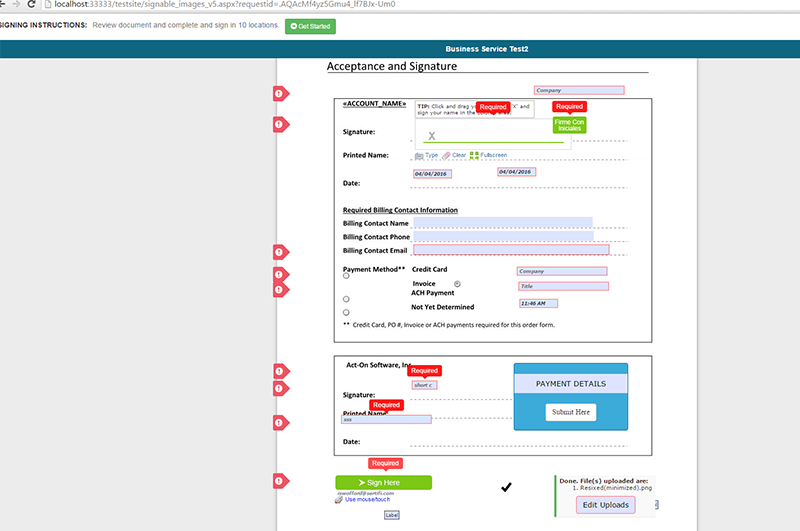 localhost:33333/testsite/signable_images_v5.aspx?requestid=.AQAcMf4yz5Gmu4_lf7BJx-Um0
SIGNING INSTRUCTIONS: Review document and complete and sign in 10 locations. Get Started
Business Service Test2
Acceptance and Signature
Company
«ACCOUNT_NAME»
TIP: Click and drag 'X' and
sign your name in the
Required
Required
Firme Con
Iniciales
Signature:
X
Printed Name: Type Clear Fullscreen
04/04/2016 04/04/2016
Date:
Required Billing Contact Information
Billing Contact Name
Billing Contact Phone
Billing Contact Email
Payment Method** Credit Card Company
Invoice Title
ACH Payment
Not Yet Determined 11:46 AM
** Credit Card, PO #, Invoice or ACH payments required for this order form.
Act-On Software, Inc
Required
short c
Signature:
Required
Printed Name:
xxx
Date:
PAYMENT DETAILS
Submit Here
Required
Sign Here
Use mouse/touch
Label
Done. File(s) uploaded are:
1. Resixed(minimized).png
Edit Uploads